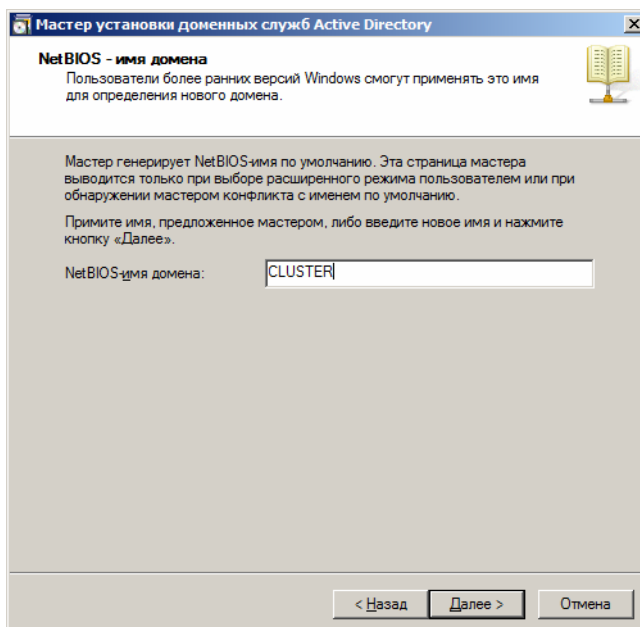 Мастер установки доменных служб Active Directory
NetBIOS - имя домена
Пользователи более ранних версий Windows смогут применять это имя
для определения нового домена.
Мастер генерирует NetBIOS-имя по умолчанию. Эта страница мастера
выводится только при выборе расширенного режима пользователем или при
обнаружении мастером конфликта с именем по умолчанию.
Примите имя, предложенное мастером, либо введите новое имя и нажмите
кнопку «Далее».
NetBIOS-имя домена: CLUSTER
< Назад Далее > Отмена